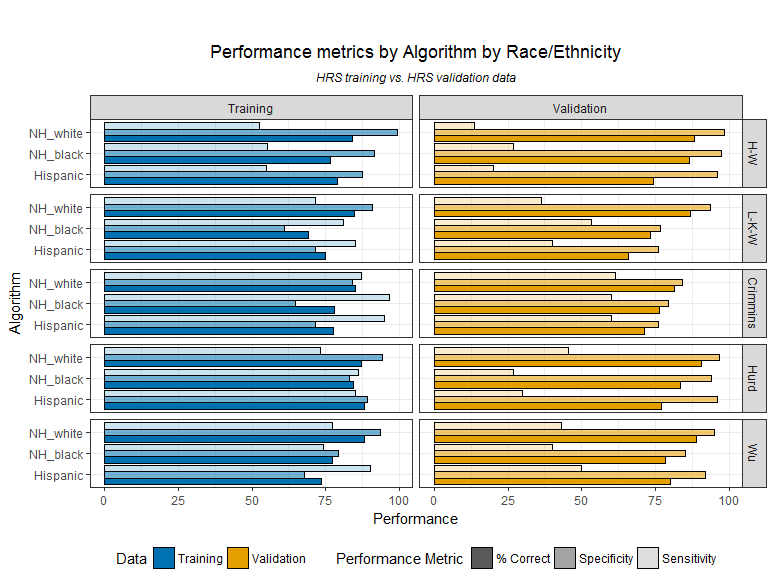 Performance metrics by Algorithm by Race/Ethnicity
HRS training vs. HRS validation data
Training
Validation
NH_white
NH_black
Hispanic
H-W
NH_white
NH_black
Hispanic
L-K-W
NH_white
NH_black
Hispanic
Crimmins
NH_white
NH_black
Hispanic
Hurd
NH_white
NH_black
Hispanic
Wu
Algorithm
0 25 50 75 100
0 25 50 75 100
Performance
Data Training Validation Performance Metric % Correct Specificity Sensitivity